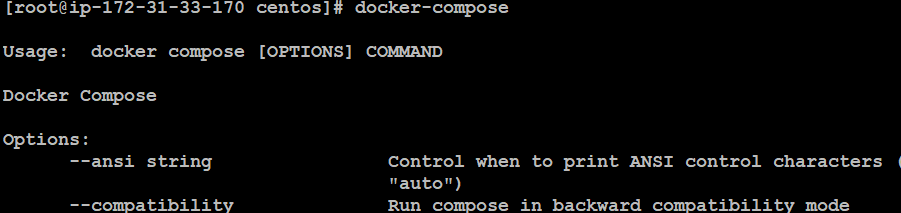 [root@ip-172-31-33-170 centos]# docker-compose
Usage:  docker compose [OPTIONS] COMMAND
Docker Compose
Options:
      --ansi string                Control when to print ANSI control characters (
                                   "auto")
      --compatibility              Run compose in backward compatibility mode